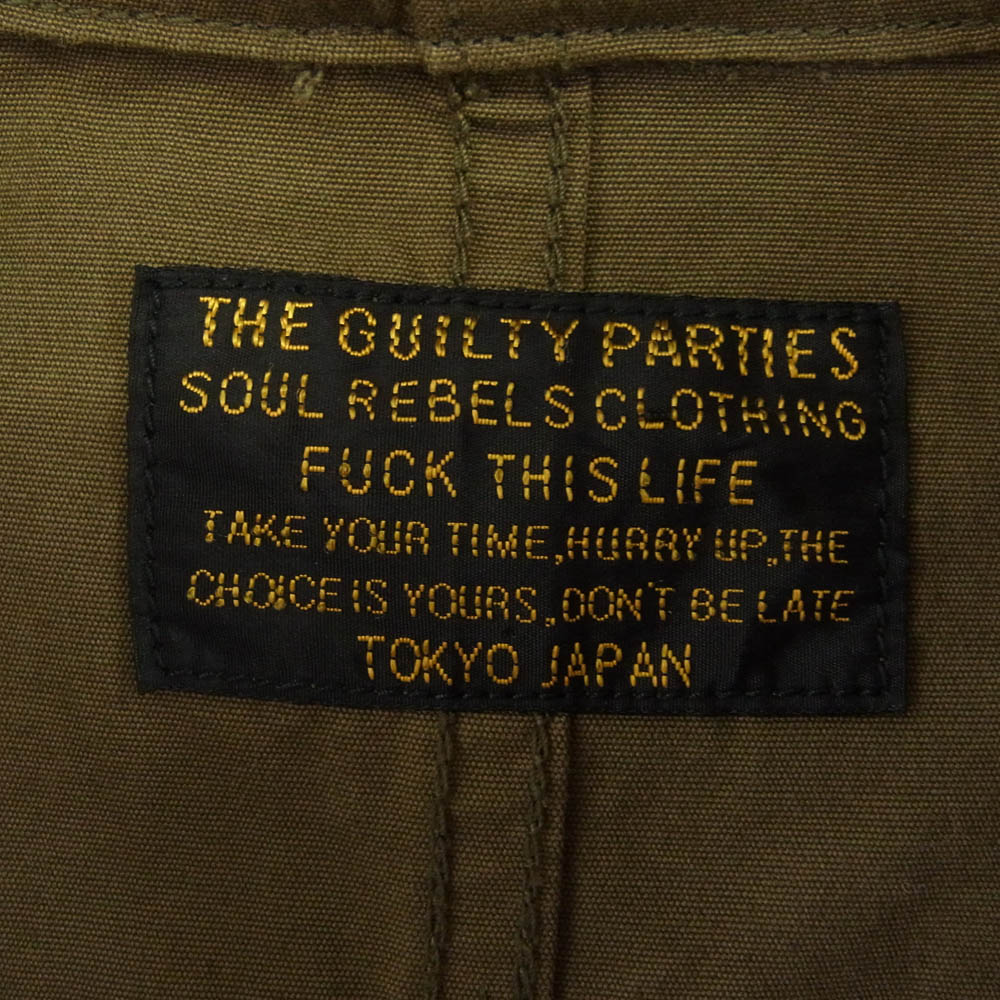 THE GUILTY PARTIES
SOUL REBELS CLOTHING
FUCK THIS LIFE
TAKE YOUR TIME,HURRY UP,THE
CHOICE IS YOURS,DON'T BE LATE
TOKYO JAPAN